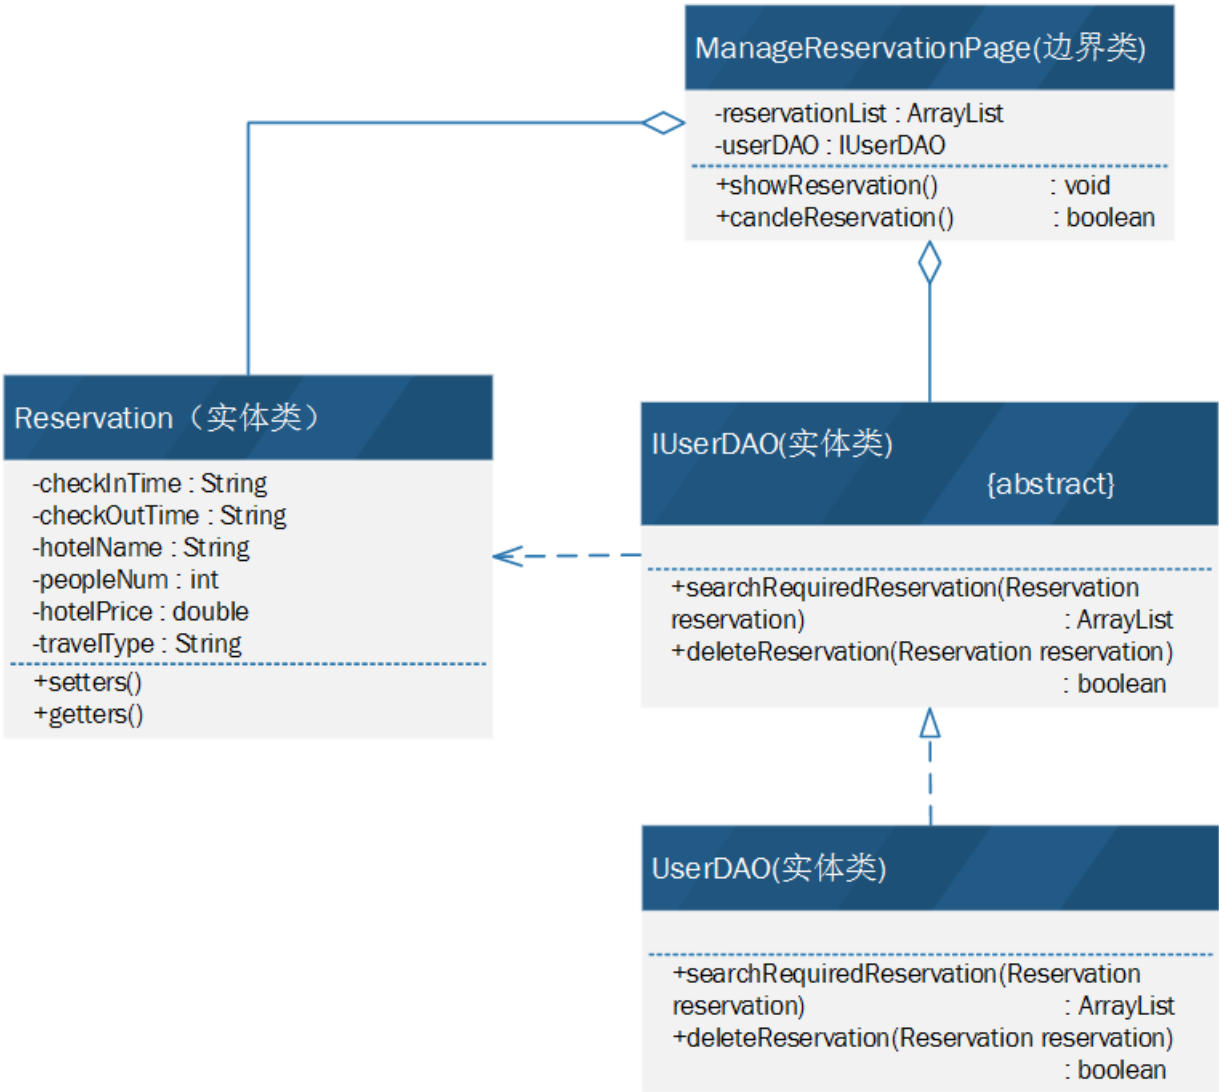 ManageReservationPage(边界类)
-reservationList : ArrayList
-userDAO : IUserDAO
+showReservation() : void
+cancleReservation() : boolean
Reservation（实体类）
-checkInTime : String
-checkOutTime : String
-hotelName : String
-peopleNum : int
-hotelPrice : double
-travelType : String
+setters()
+getters()
IUserDAO(实体类)
{abstract}
+searchRequiredReservation(Reservation
reservation) : ArrayList
+deleteReservation(Reservation reservation)
: boolean
UserDAO(实体类)
+searchRequiredReservation(Reservation
reservation) : ArrayList
+deleteReservation(Reservation reservation)
: boolean